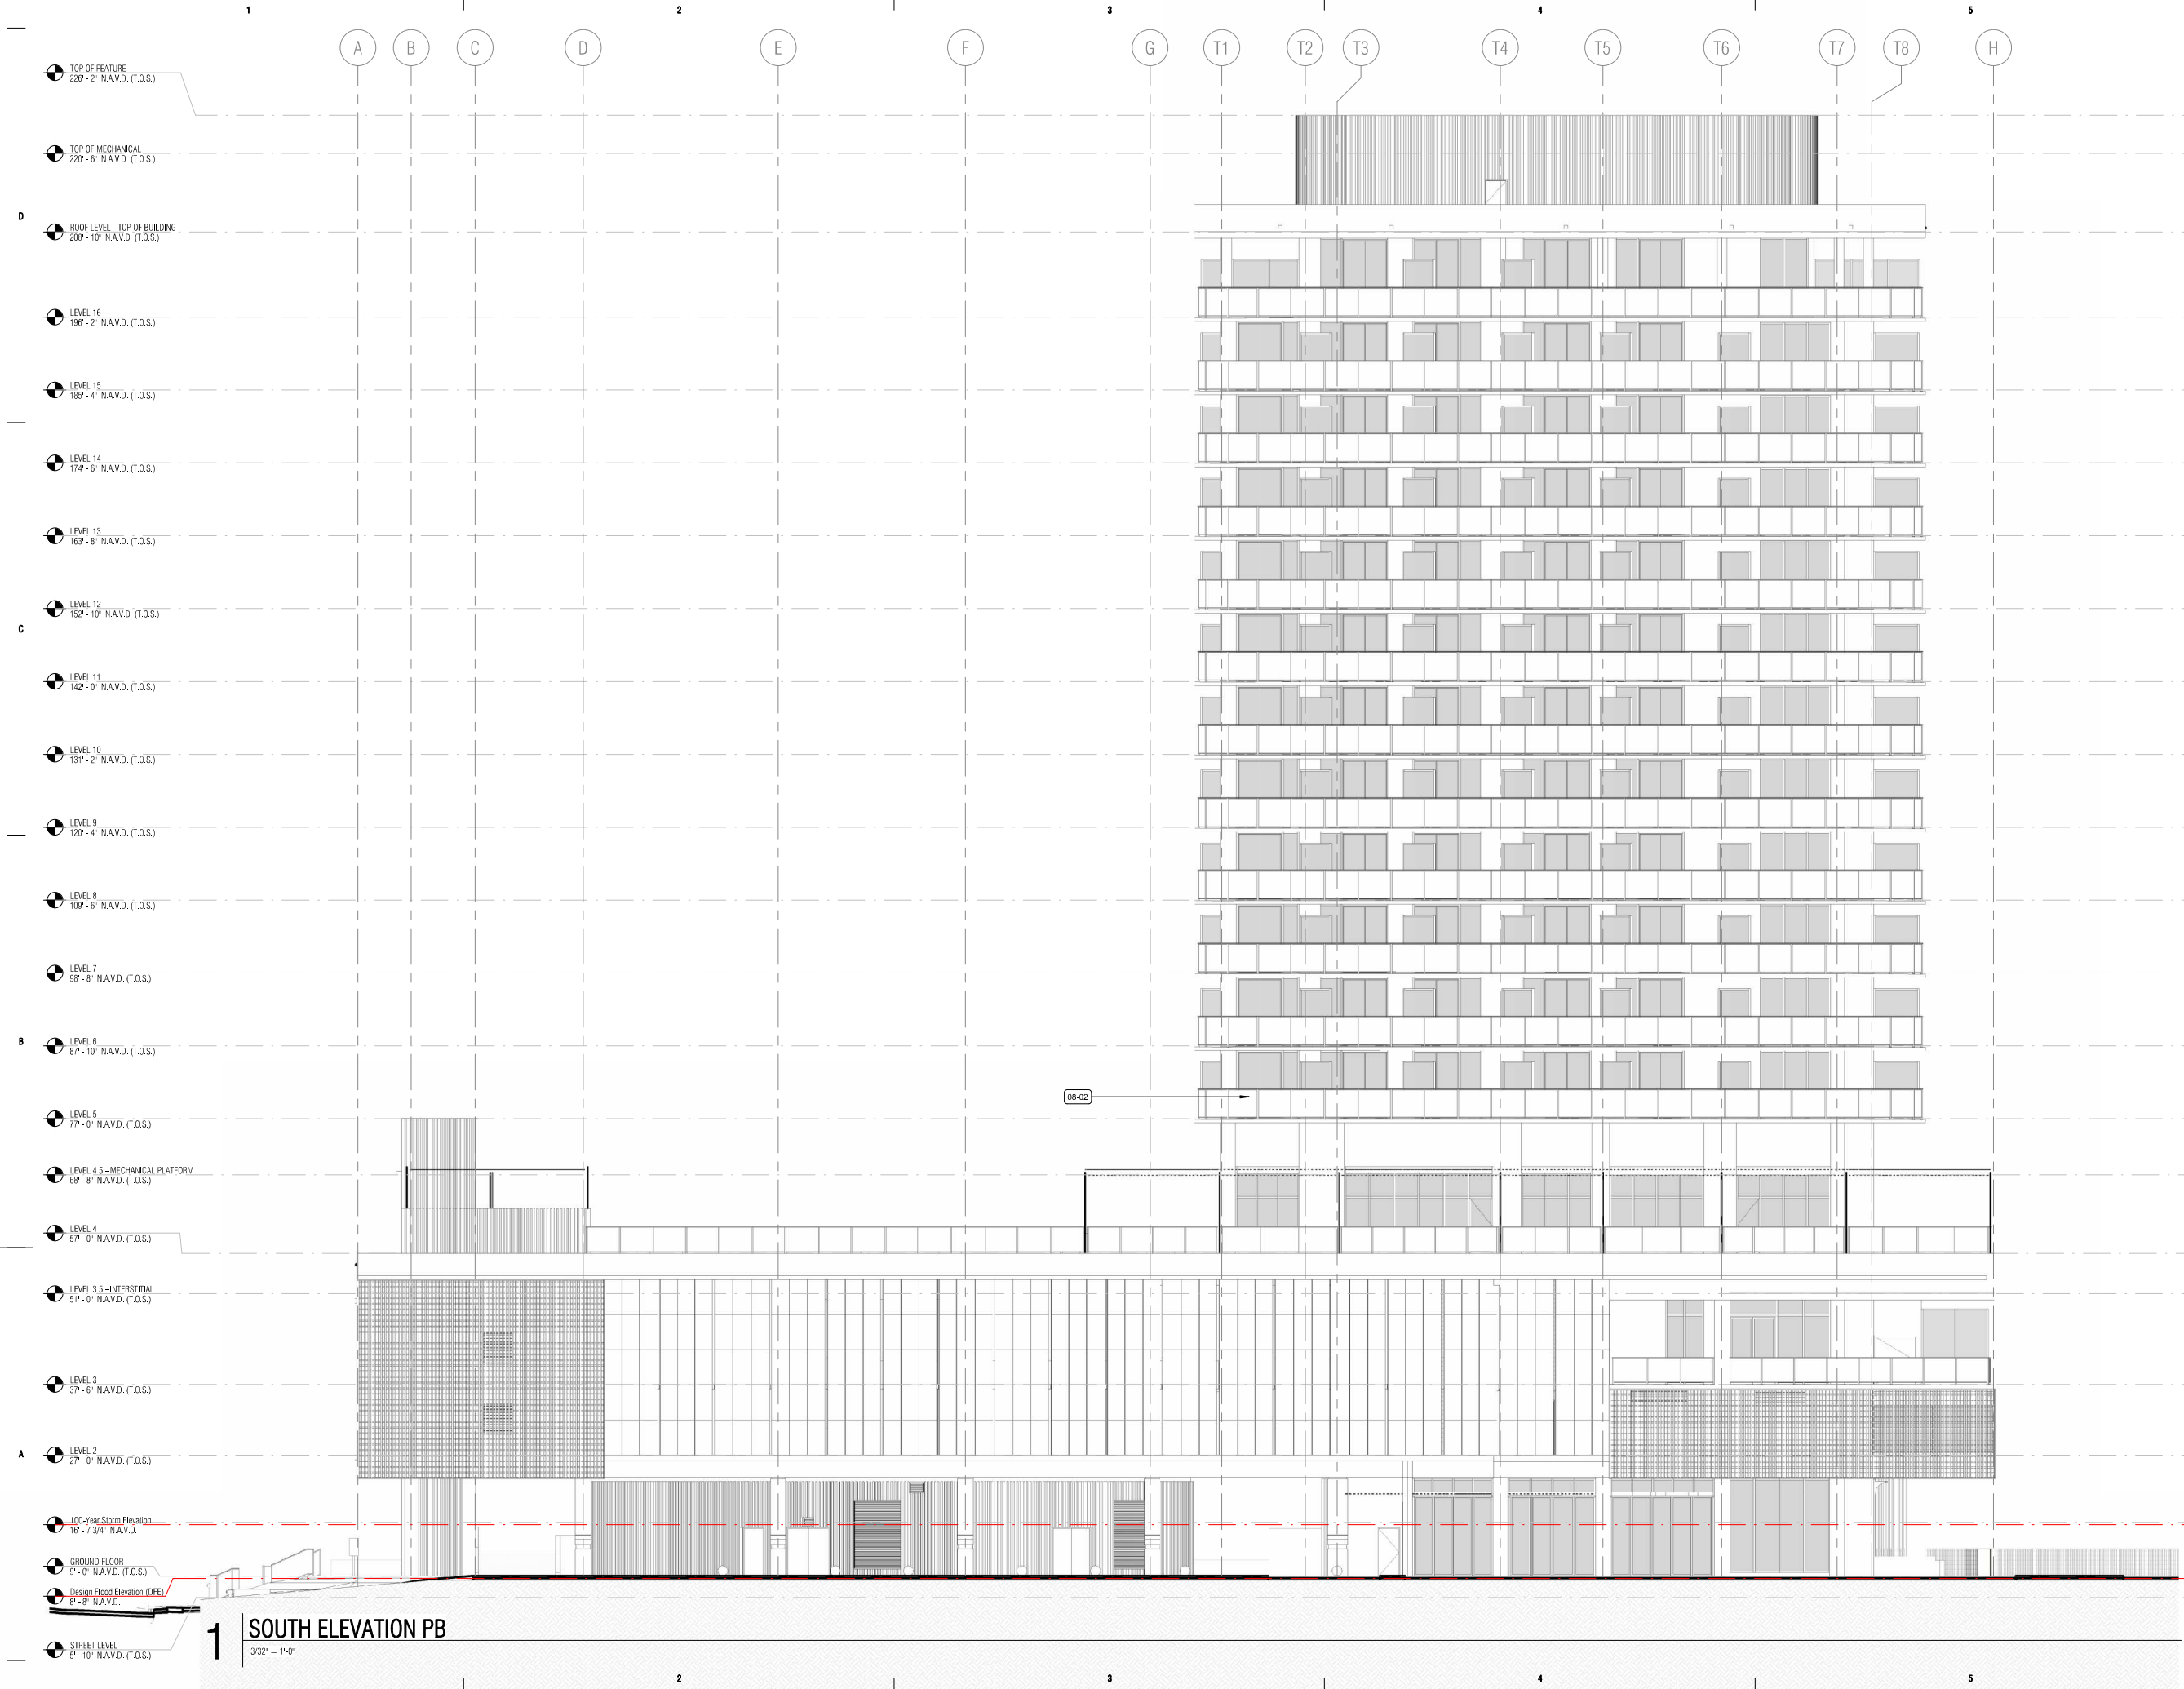 1 2 3 4 5
A B C D E F G T1 T2 T3 T4 T5 T6 T7 T8 H
TOP OF FEATURE
226' - 2" N.A.V.D. (T.O.S.)
TOP OF MECHANICAL
220' - 6" N.A.V.D. (T.O.S.)
D
ROOF LEVEL - TOP OF BUILDING
208' - 10" N.A.V.D. (T.O.S.)
LEVEL 16
196' - 2" N.A.V.D. (T.O.S.)
LEVEL 15
185' - 4" N.A.V.D. (T.O.S.)
LEVEL 14
174' - 6" N.A.V.D. (T.O.S.)
LEVEL 13
163' - 8" N.A.V.D. (T.O.S.)
LEVEL 12
152' - 10" N.A.V.D. (T.O.S.)
C
LEVEL 11
142' - 0" N.A.V.D. (T.O.S.)
LEVEL 10
131' - 2" N.A.V.D. (T.O.S.)
LEVEL 9
120' - 4" N.A.V.D. (T.O.S.)
LEVEL 8
109' - 6" N.A.V.D. (T.O.S.)
LEVEL 7
98' - 8" N.A.V.D. (T.O.S.)
B
LEVEL 6
87' - 10" N.A.V.D. (T.O.S.)
08-02
LEVEL 5
77' - 0" N.A.V.D. (T.O.S.)
LEVEL 4.5 - MECHANICAL PLATFORM
68' - 8" N.A.V.D. (T.O.S.)
LEVEL 4
57' - 0" N.A.V.D. (T.O.S.)
LEVEL 3.5 - INTERSTITIAL
51' - 0" N.A.V.D. (T.O.S.)
LEVEL 3
37' - 6" N.A.V.D. (T.O.S.)
A
LEVEL 2
27' - 0" N.A.V.D. (T.O.S.)
100-Year Storm Elevation
16' - 7 3/4" N.A.V.D.
GROUND FLOOR
9' - 0" N.A.V.D. (T.O.S.)
Design Flood Elevation (DFE)
8' - 8" N.A.V.D.
STREET LEVEL
5' - 10" N.A.V.D. (T.O.S.)
1 SOUTH ELEVATION PB
3/32" = 1'-0"
2 3 4 5